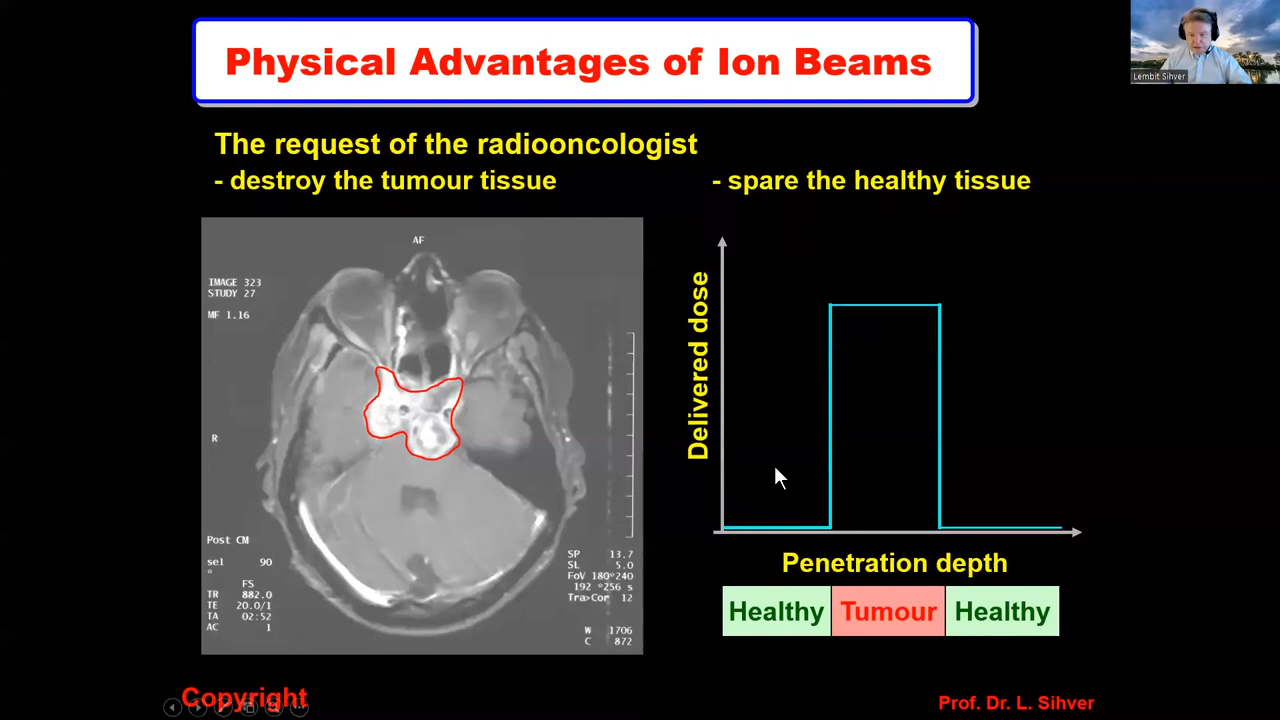 Physical Advantages of Ion Beams
Lembit Sihver
The request of the radiooncologist
- destroy the tumour tissue
- spare the healthy tissue
AF
IMAGE 323
STUDY 27
MF 1.16
R
Post CM
sel 90
*
FS
TR 882.0
TE 20.0/1
TA 02:52
AC 1
SP 13.7
SL 5.0
FoV 180*240
192 *256 s
Tra>Cor 12
W 1706
C 872
Delivered dose
Penetration depth
Healthy Tumour Healthy
Copyright
Prof. Dr. L. Sihver